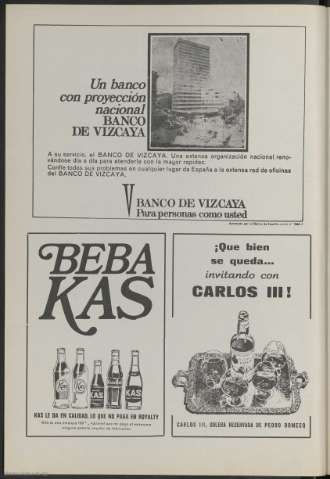 Un banco
con proyección
nacional
BANCO
DE VIZCAYA
A su servicio, el BANCO DE VIZCAYA. Una extensa organización nacional reno-
vándose día a día para atenderle con la mayor rapidez.
Confíe todos sus problemas en cualquier lugar de España a la extensa red de oficinas
del BANCO DE VIZCAYA.
BANCO DE VIZCAYA
Para personas como usted
BEBA
KAS
KAS LE DA EN CALIDAD, LO QUE NO PAGA EN ROYALTY
¡Que bien
se queda...
invitando con
CARLOS III!
CARLOS III, SOLERA RESERVADA DE PEDRO DOMECQ